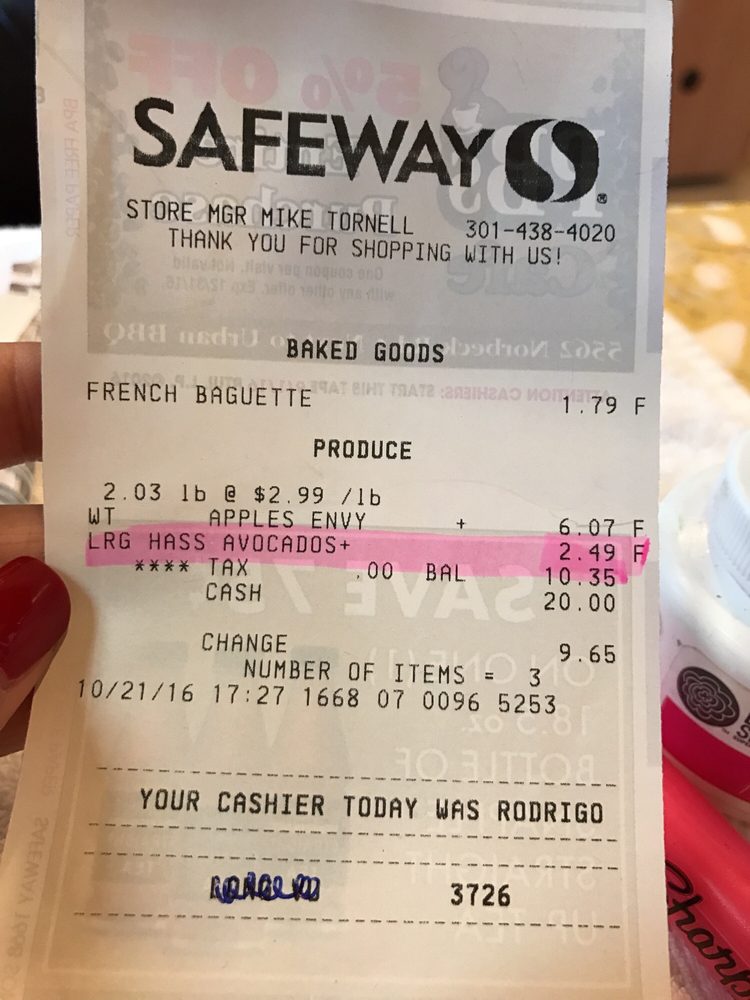 SAFEWAY
STORE MGR MIKE TORNELL 301-438-4020
THANK YOU FOR SHOPPING WITH US!
BAKED GOODS
FRENCH BAGUETTE 1.79 F
PRODUCE
2.03 lb @ $2.99 /lb
WT APPLES ENVY + 6.07 F
LRG HASS AVOCADOS+ 2.49 F
**** TAX .00 BAL 10.35
CASH 20.00
CHANGE 9.65
NUMBER OF ITEMS = 3
10/21/16 17:27 1668 07 0096 5253
YOUR CASHIER TODAY WAS RODRIGO
3726